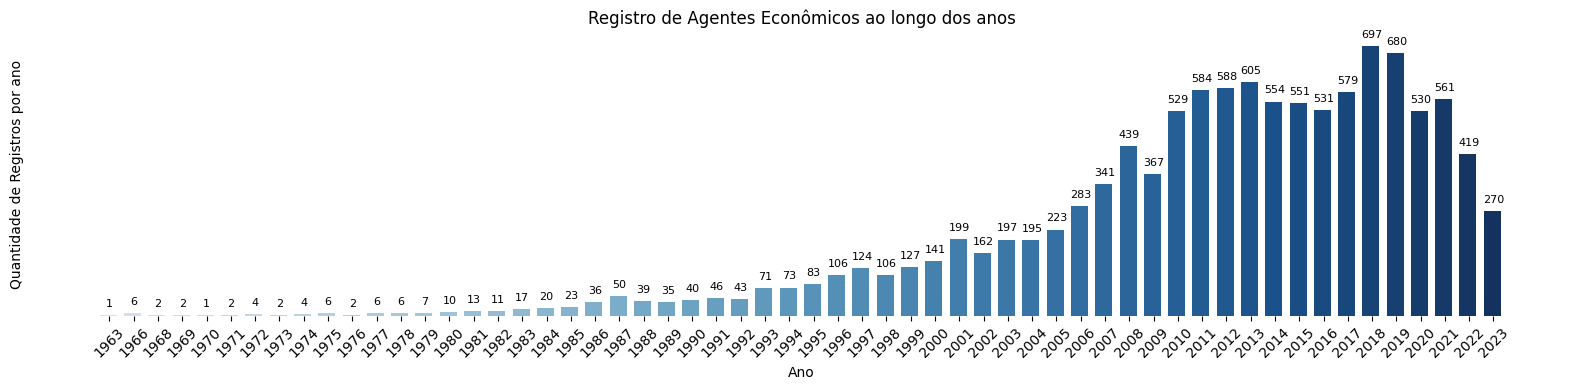 Registro de Agentes Econômicos ao longo dos anos
Quantidade de Registros por ano
1 6 2 2 1 2 4 2 4 6 2 6 6 7 10 13 11 17 20 23 36 50 39 35 40 46 43 71 73 83 106 124 106 127 141 199 162 197 195 223 283 341 439 367 529 584 588 605 554 551 531 579 697 680 530 561 419 270
1963 1966 1968 1969 1970 1971 1972 1973 1974 1975 1976 1977 1978 1979 1980 1981 1982 1983 1984 1985 1986 1987 1988 1989 1990 1991 1992 1993 1994 1995 1996 1997 1998 1999 2000 2001 2002 2003 2004 2005 2006 2007 2008 2009 2010 2011 2012 2013 2014 2015 2016 2017 2018 2019 2020 2021 2022 2023
Ano